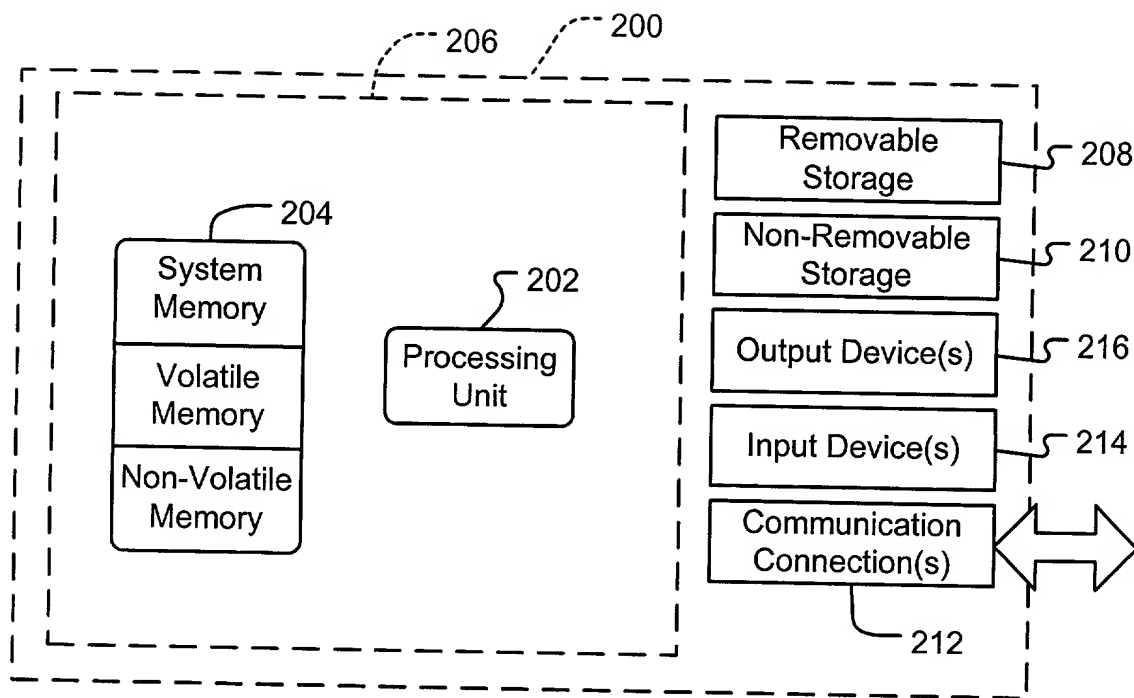 206
200
204
System
Memory
Volatile
Memory
Non-Volatile
Memory
202
Processing
Unit
Removable
Storage
208
Non-Removable
Storage
210
Output Device(s)
216
Input Device(s)
214
Communication
Connection(s)
212